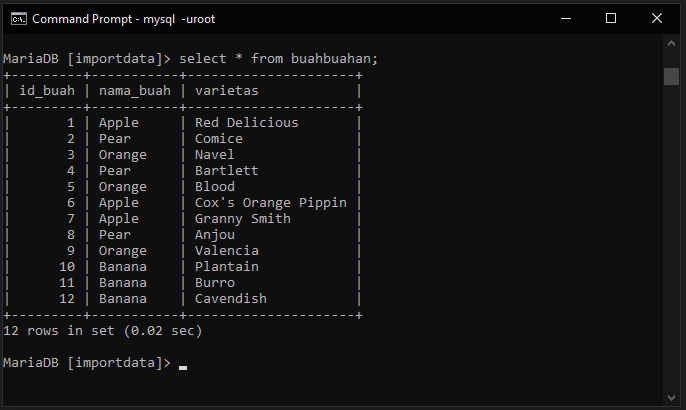 Command Prompt - mysql -uroot
MariaDB [importdata]> select * from buahbuahan;
+---------+-----------+---------------------+
| id_buah | nama_buah | varietas            |
+---------+-----------+---------------------+
|       1 | Apple     | Red Delicious       |
|       2 | Pear      | Comice              |
|       3 | Orange    | Navel               |
|       4 | Pear      | Bartlett            |
|       5 | Orange    | Blood               |
|       6 | Apple     | Cox's Orange Pippin |
|       7 | Apple     | Granny Smith        |
|       8 | Pear      | Anjou               |
|       9 | Orange    | Valencia            |
|      10 | Banana    | Plantain            |
|      11 | Banana    | Burro               |
|      12 | Banana    | Cavendish           |
+---------+-----------+---------------------+
12 rows in set (0.02 sec)
MariaDB [importdata]> _